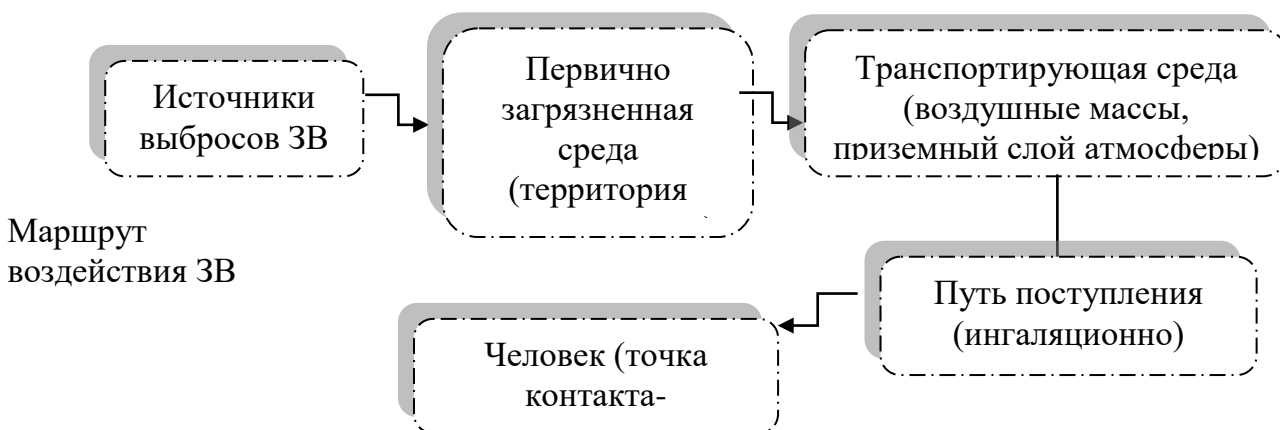 Источники
выбросов ЗВ
Первично
загрязненная
среда
(территория
Транспортирующая среда
(воздушные массы,
приземный слой атмосферы)
Маршрут
воздействия ЗВ
Путь поступления
(ингаляционно)
Человек (точка
контакта-